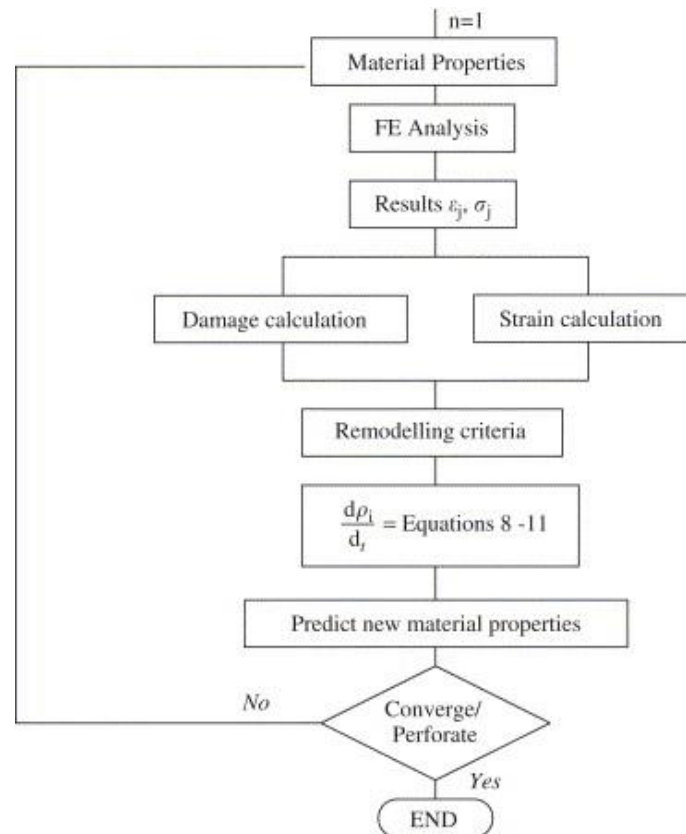 n=1
Material Properties
FE Analysis
Results εj, σj
Damage calculation
Strain calculation
Remodelling criteria
dρi/dt = Equations 8 -11
Predict new material properties
No
Converge/
Perforate
Yes
END